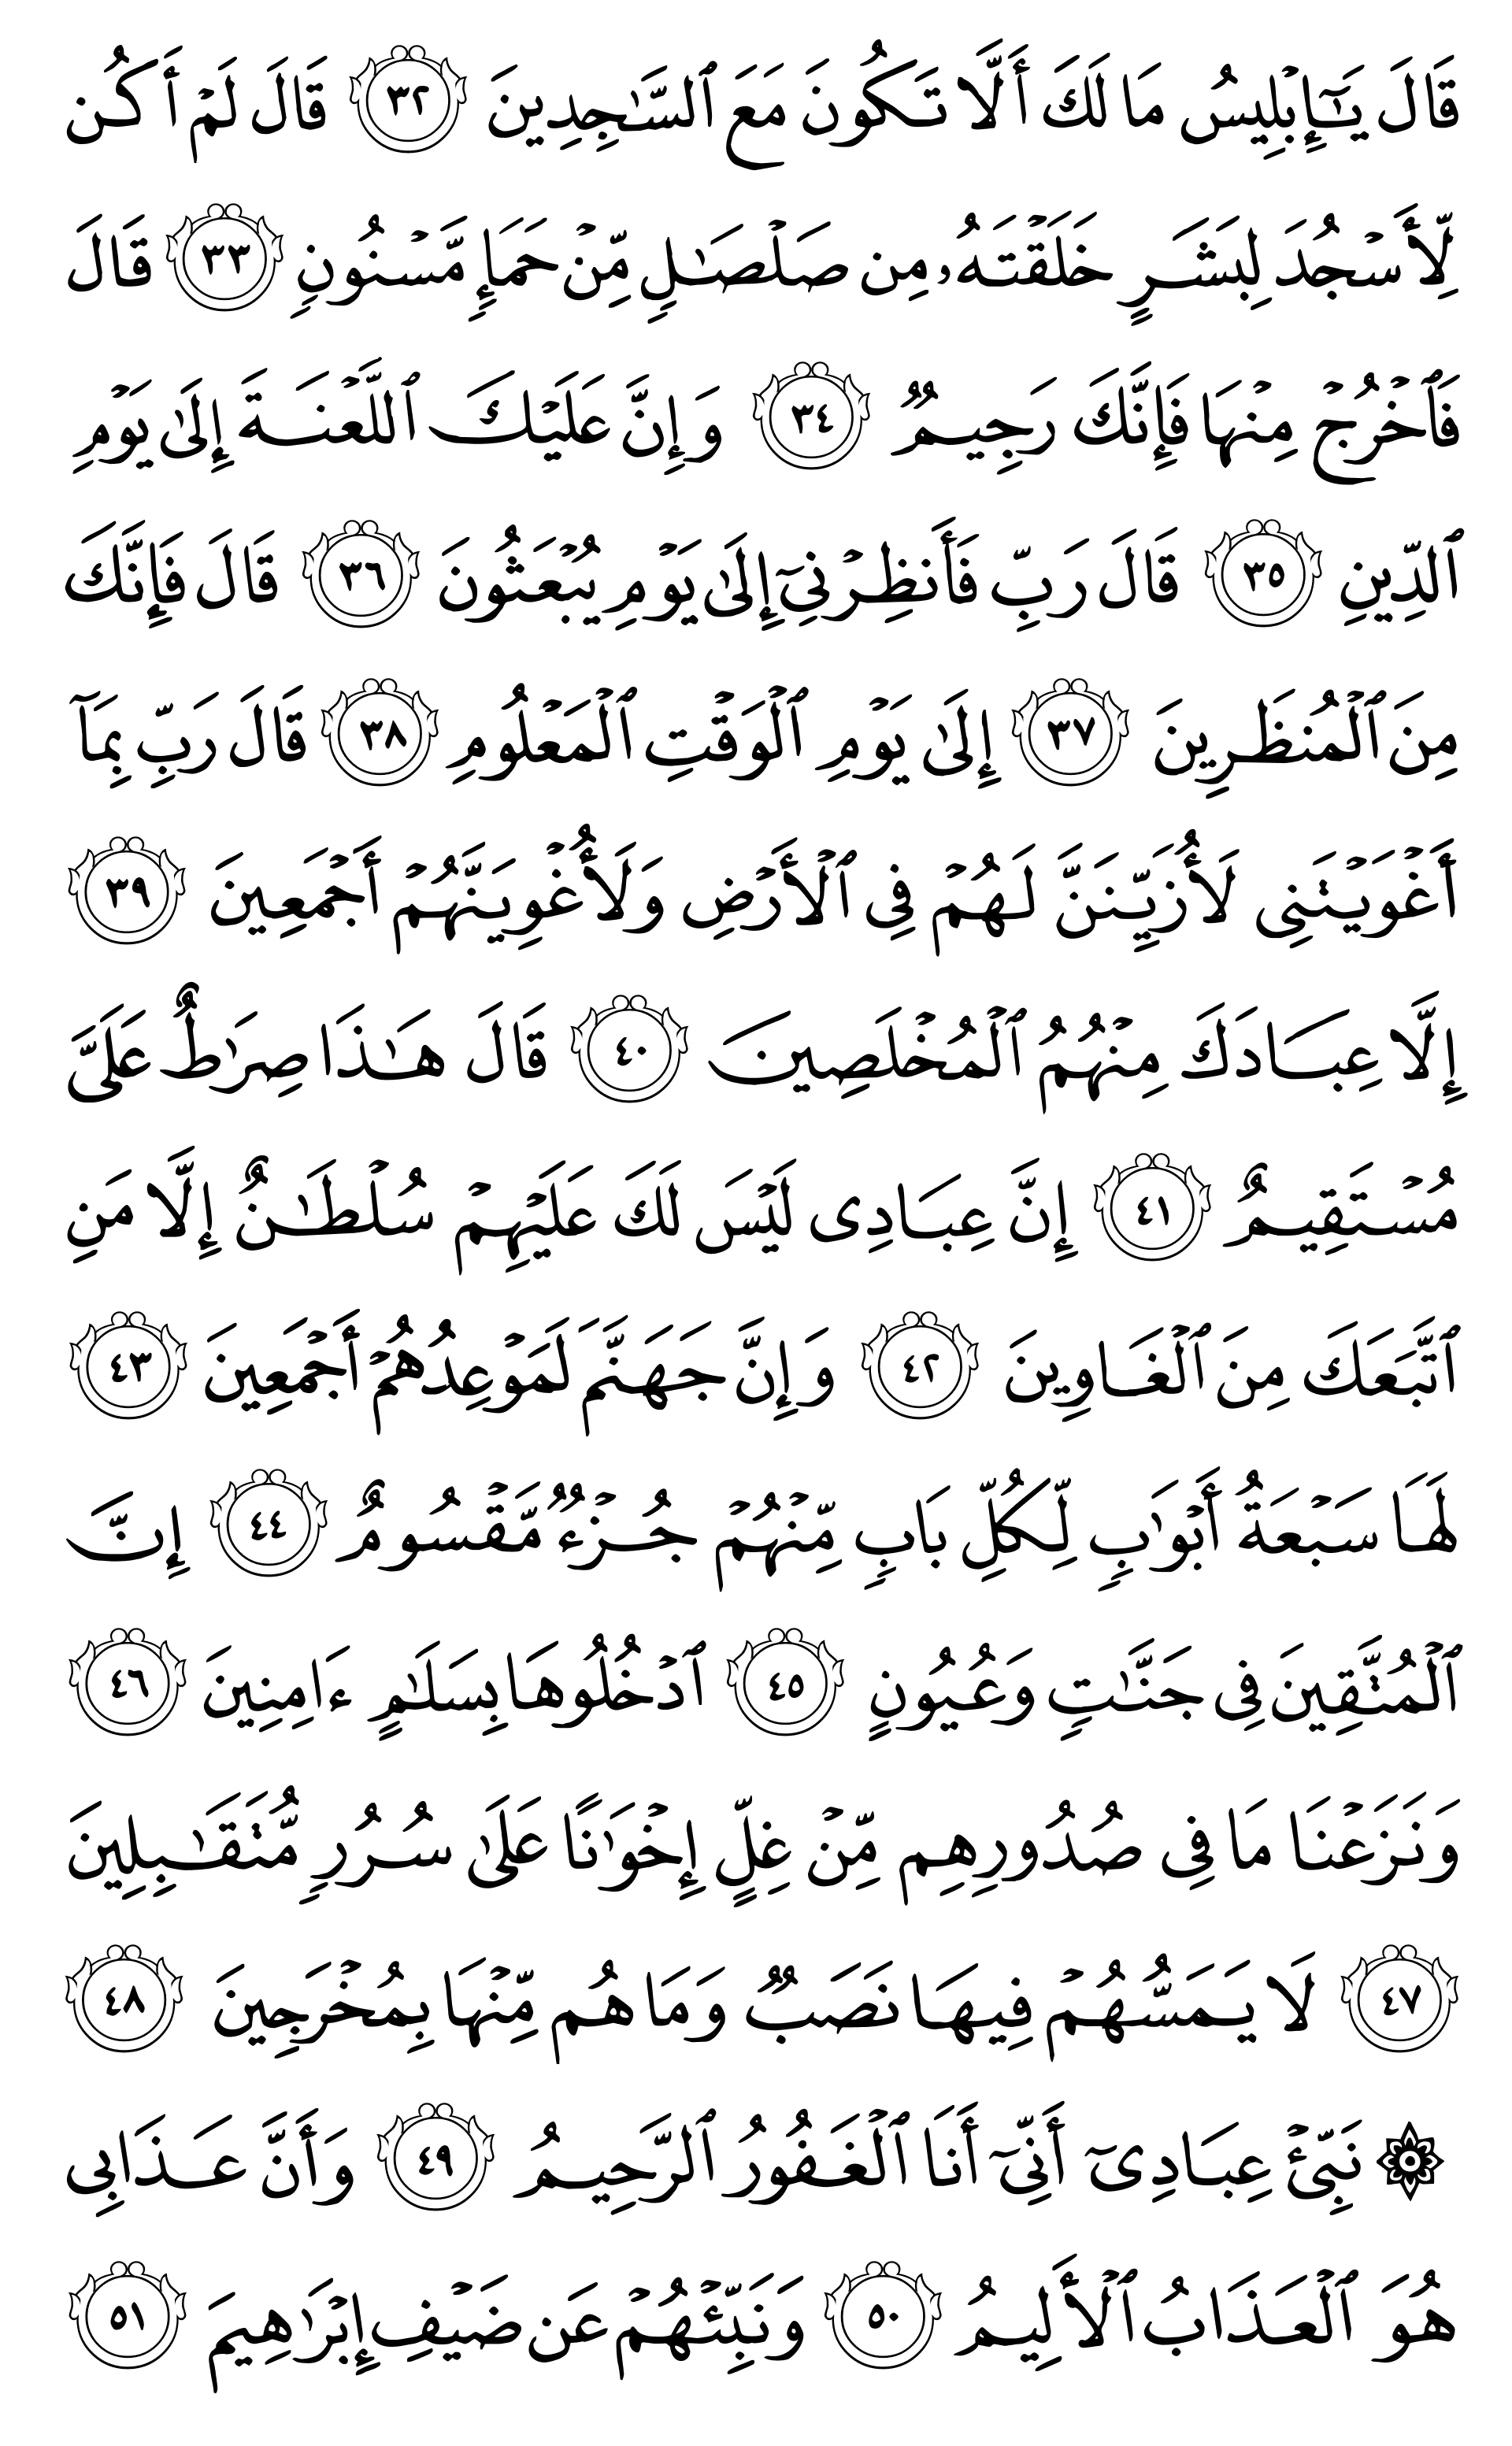 قَالَ يَٰٓإِبۡلِيسُ مَا لَكَ أَلَّا تَكُونَ مَعَ ٱلسَّٰجِدِينَ ٣٢ قَالَ لَمۡ أَكُن
لِّأَسۡجُدَ لِبَشَرٍ خَلَقۡتَهُۥ مِن صَلۡصَٰلٖ مِّنۡ حَمَإٖ مَّسۡنُونٖ ٣٣ قَالَ
فَٱخۡرُجۡ مِنۡهَا فَإِنَّكَ رَجِيمٞ ٣٤ وَإِنَّ عَلَيۡكَ ٱللَّعۡنَةَ إِلَىٰ يَوۡمِ
ٱلدِّينِ ٣٥ قَالَ رَبِّ فَأَنظِرۡنِيٓ إِلَىٰ يَوۡمِ يُبۡعَثُونَ ٣٦ قَالَ فَإِنَّكَ
مِنَ ٱلۡمُنظَرِينَ ٣٧ إِلَىٰ يَوۡمِ ٱلۡوَقۡتِ ٱلۡمَعۡلُومِ ٣٨ قَالَ رَبِّ بِمَآ
أَغۡوَيۡتَنِي لَأُزَيِّنَنَّ لَهُمۡ فِي ٱلۡأَرۡضِ وَلَأُغۡوِيَنَّهُمۡ أَجۡمَعِينَ ٣٩
إِلَّا عِبَادَكَ مِنۡهُمُ ٱلۡمُخۡلَصِينَ ٤٠ قَالَ هَٰذَا صِرَٰطٌ عَلَيَّ
مُسۡتَقِيمٌ ٤١ إِنَّ عِبَادِي لَيۡسَ لَكَ عَلَيۡهِمۡ سُلۡطَٰنٌ إِلَّا مَنِ
ٱتَّبَعَكَ مِنَ ٱلۡغَاوِينَ ٤٢ وَإِنَّ جَهَنَّمَ لَمَوۡعِدُهُمۡ أَجۡمَعِينَ ٤٣
لَهَا سَبۡعَةُ أَبۡوَٰبٖ لِّكُلِّ بَابٖ مِّنۡهُمۡ جُزۡءٞ مَّقۡسُومٌ ٤٤ إِنَّ
ٱلۡمُتَّقِينَ فِي جَنَّٰتٖ وَعُيُونٍ ٤٥ ٱدۡخُلُوهَا بِسَلَٰمٍ ءَامِنِينَ ٤٦
وَنَزَعۡنَا مَا فِي صُدُورِهِم مِّنۡ غِلٍّ إِخۡوَٰنًا عَلَىٰ سُرُرٖ مُّتَقَٰبِلِينَ
٤٧ لَا يَمَسُّهُمۡ فِيهَا نَصَبٞ وَمَا هُم مِّنۡهَا بِمُخۡرَجِينَ ٤٨
۞ نَبِّئۡ عِبَادِيٓ أَنِّيٓ أَنَا ٱلۡغَفُورُ ٱلرَّحِيمُ ٤٩ وَأَنَّ عَذَابِي
هُوَ ٱلۡعَذَابُ ٱلۡأَلِيمُ ٥٠ وَنَبِّئۡهُمۡ عَن ضَيۡفِ إِبۡرَٰهِيمَ ٥١